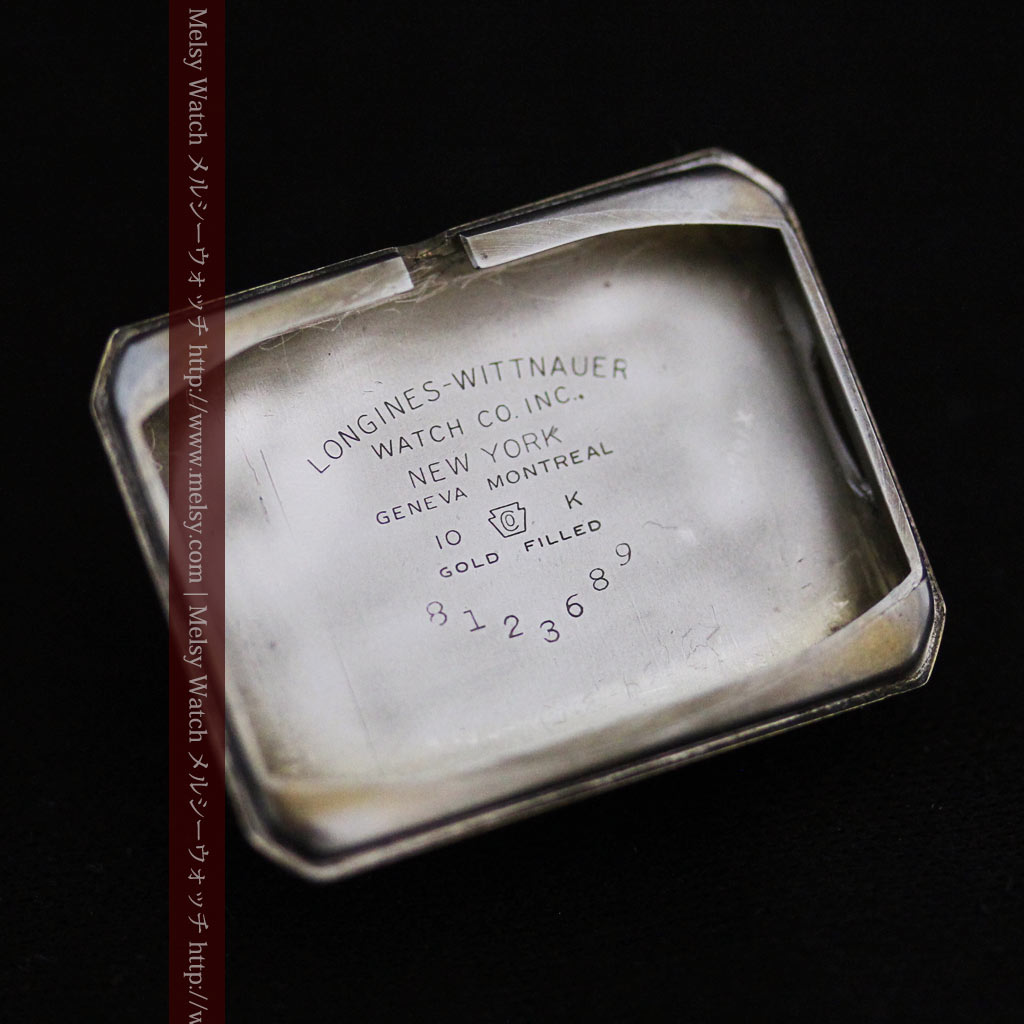 Melsy Watch メルシーウォッチ http://www.melsy.com | Melsy Watch メルシーウォッチ http://w
LONGINES-WITTNAUER
WATCH CO. INC.
NEW YORK
GENEVA MONTREAL
10 K
GOLD FILLED
8123689